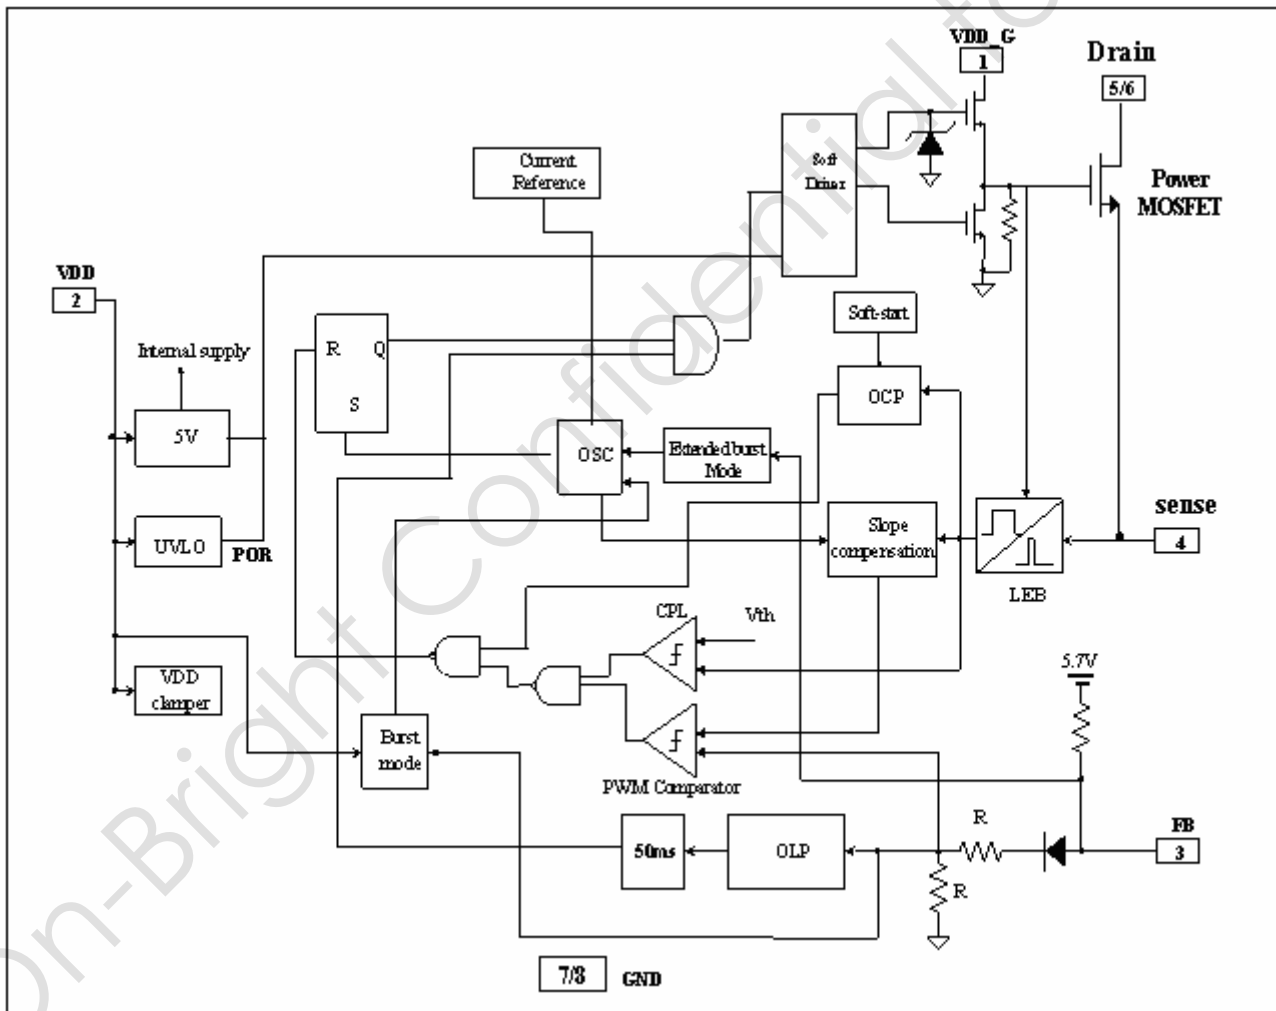 On-Bright Confidential to
VDD_G
1
Drain
5/6
Current
Reference
Soft
Driver
Power
MOSFET
VDD
2
Soft-start
Internal supply
R
Q
S
OCP
5V
OSC
Extended burst
Mode
UVLO
POR
Slope
compensation
sense
4
LEB
CPL
Vth
5.7V
VDD
clamper
Burst
mode
PWM Comparator
R
FB
3
50ms
OLP
R
7/8
GND